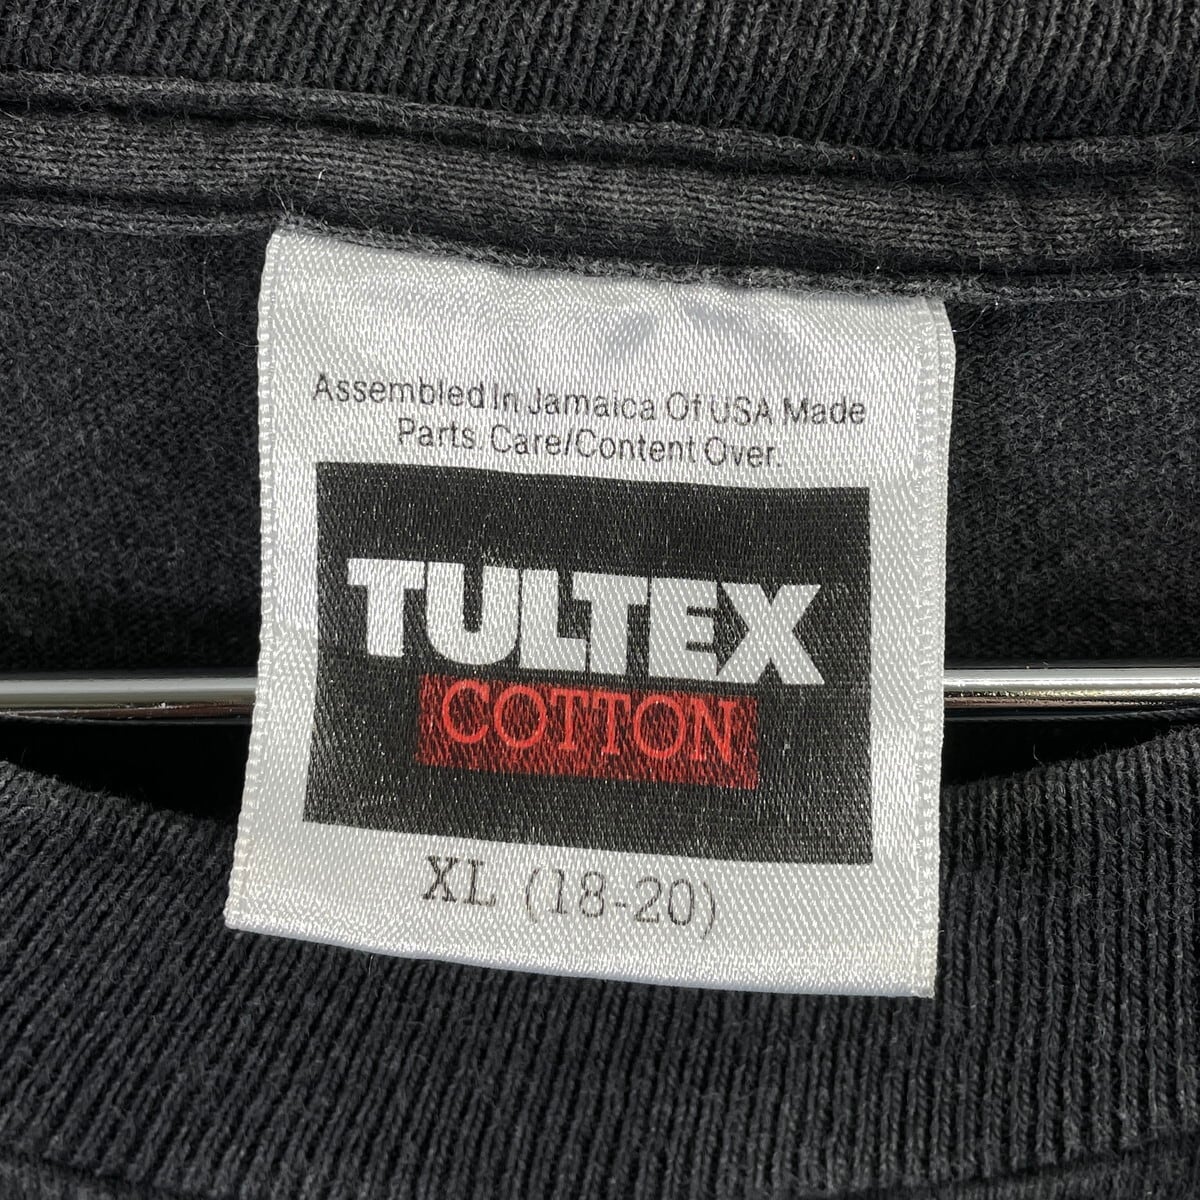 Assembled In Jamaica Of USA Made
Parts. Care/Content Over.
TULTEX
COTTON
XL (18-20)